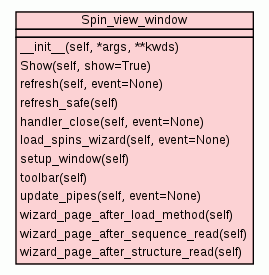 Spin_view_window
__init__(self, *args, **kwds)
Show(self, show=True)
refresh(self, event=None)
refresh_safe(self)
handler_close(self, event=None)
load_spins_wizard(self, event=None)
setup_window(self)
toolbar(self)
update_pipes(self, event=None)
wizard_page_after_load_method(self)
wizard_page_after_sequence_read(self)
wizard_page_after_structure_read(self)